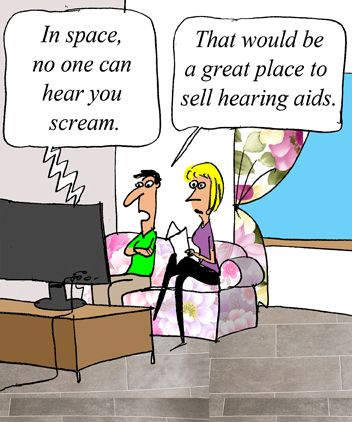 In space,
no one can
hear you
scream.
That would be
a great place to
sell hearing aids.